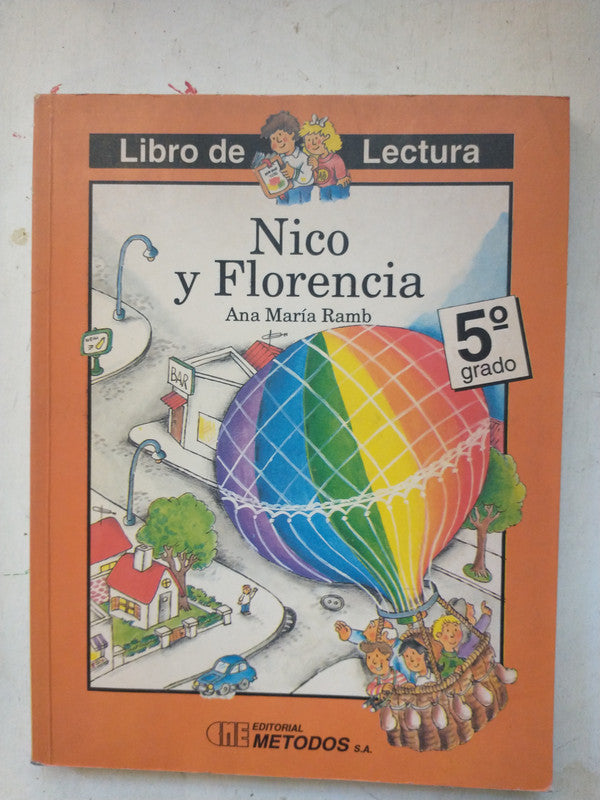 Libro de Lectura
Nico
y Florencia
Ana María Ramb
5º
grado
BAR
EDITORIAL
METODOS S.A.